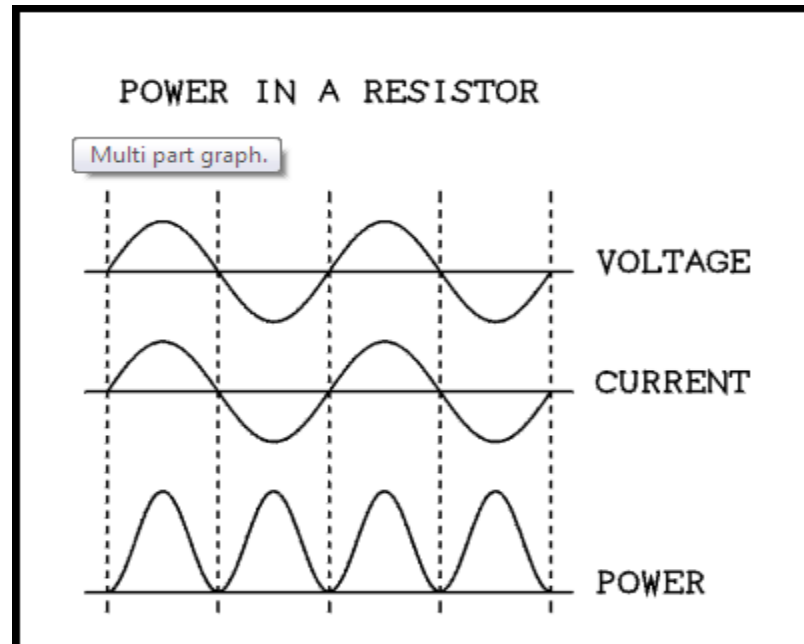 POWER IN A RESISTOR
Multi part graph.
VOLTAGE
CURRENT
POWER